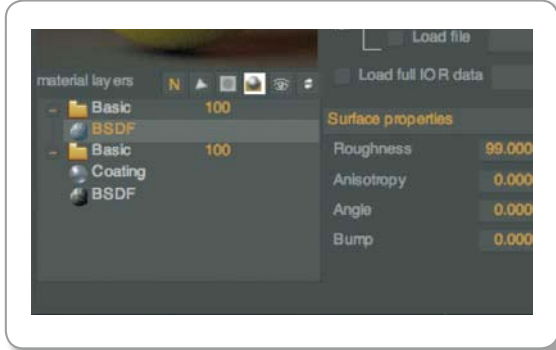 Load file
material layers N
Load full IOR data
Basic 100
BSDF
Basic 100
Coating
BSDF
Surface properties
Roughness 99.000
Anisotropy 0.000
Angle 0.000
Bump 0.000